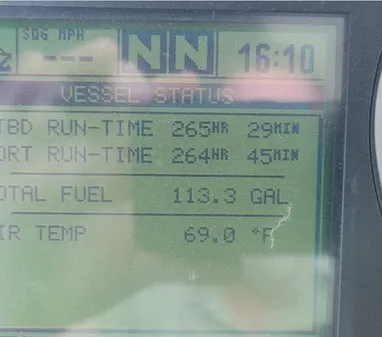 SOG MPH
Z --- NN 16:10
VESSEL STATUS
TBD RUN-TIME 265HR 29MIN
ORT RUN-TIME 264HR 45MIN
OTAL FUEL 113.3 GAL
IR TEMP 69.0 °F